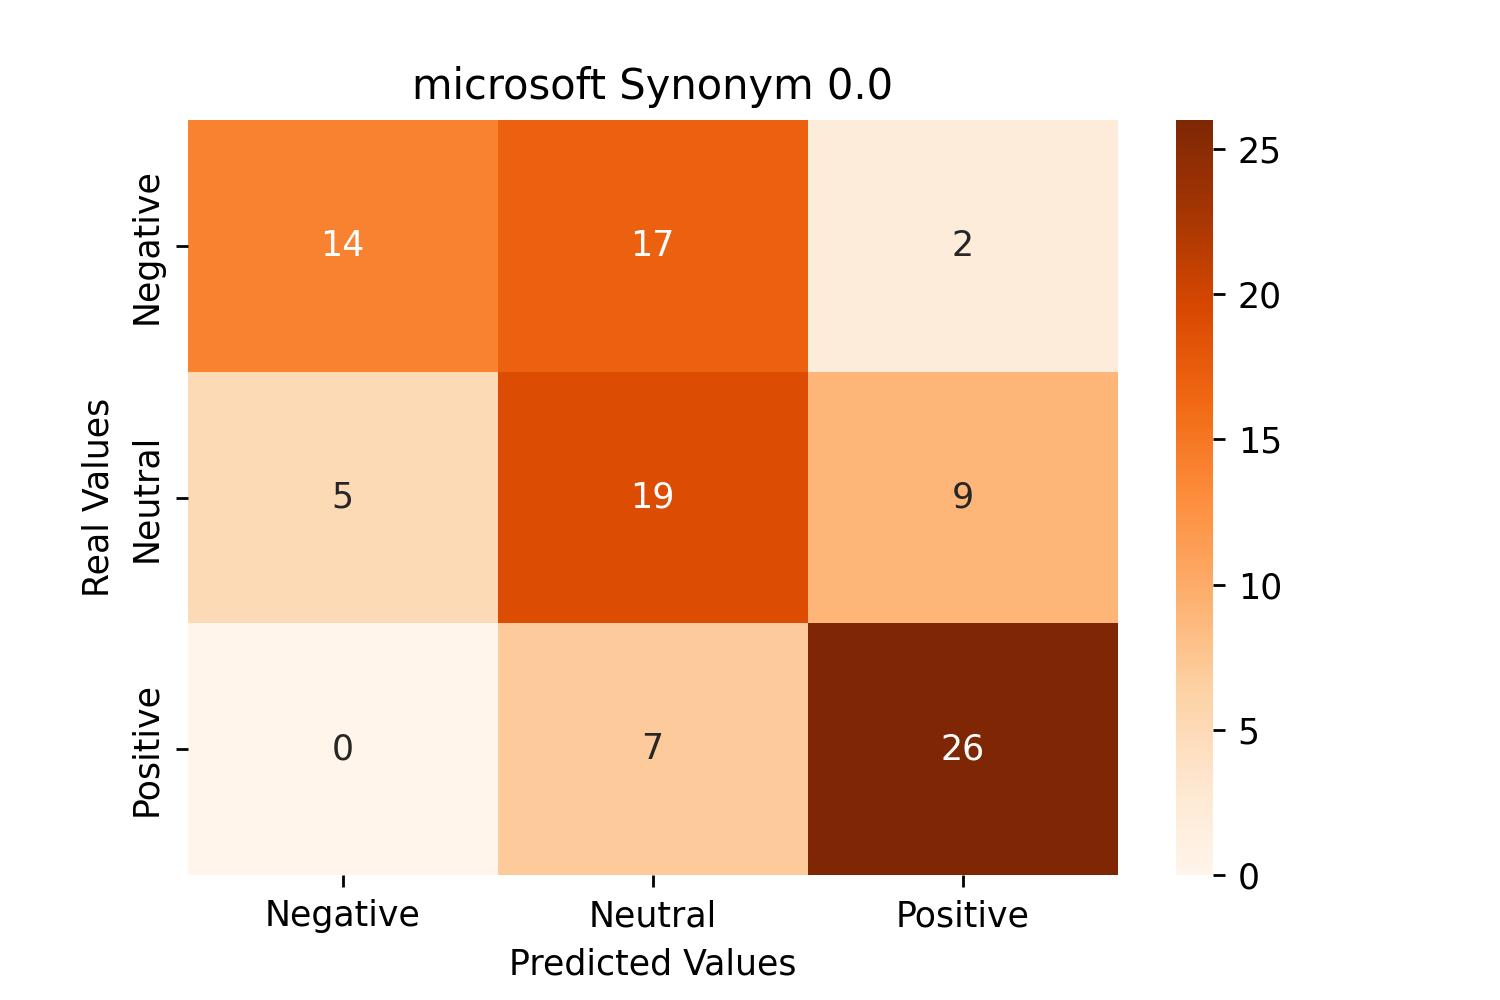 microsoft Synonym 0.0
Real Values
Negative
14 17 2
Neutral
5 19 9
Positive
0 7 26
Negative Neutral Positive
Predicted Values
25
20
15
10
5
0